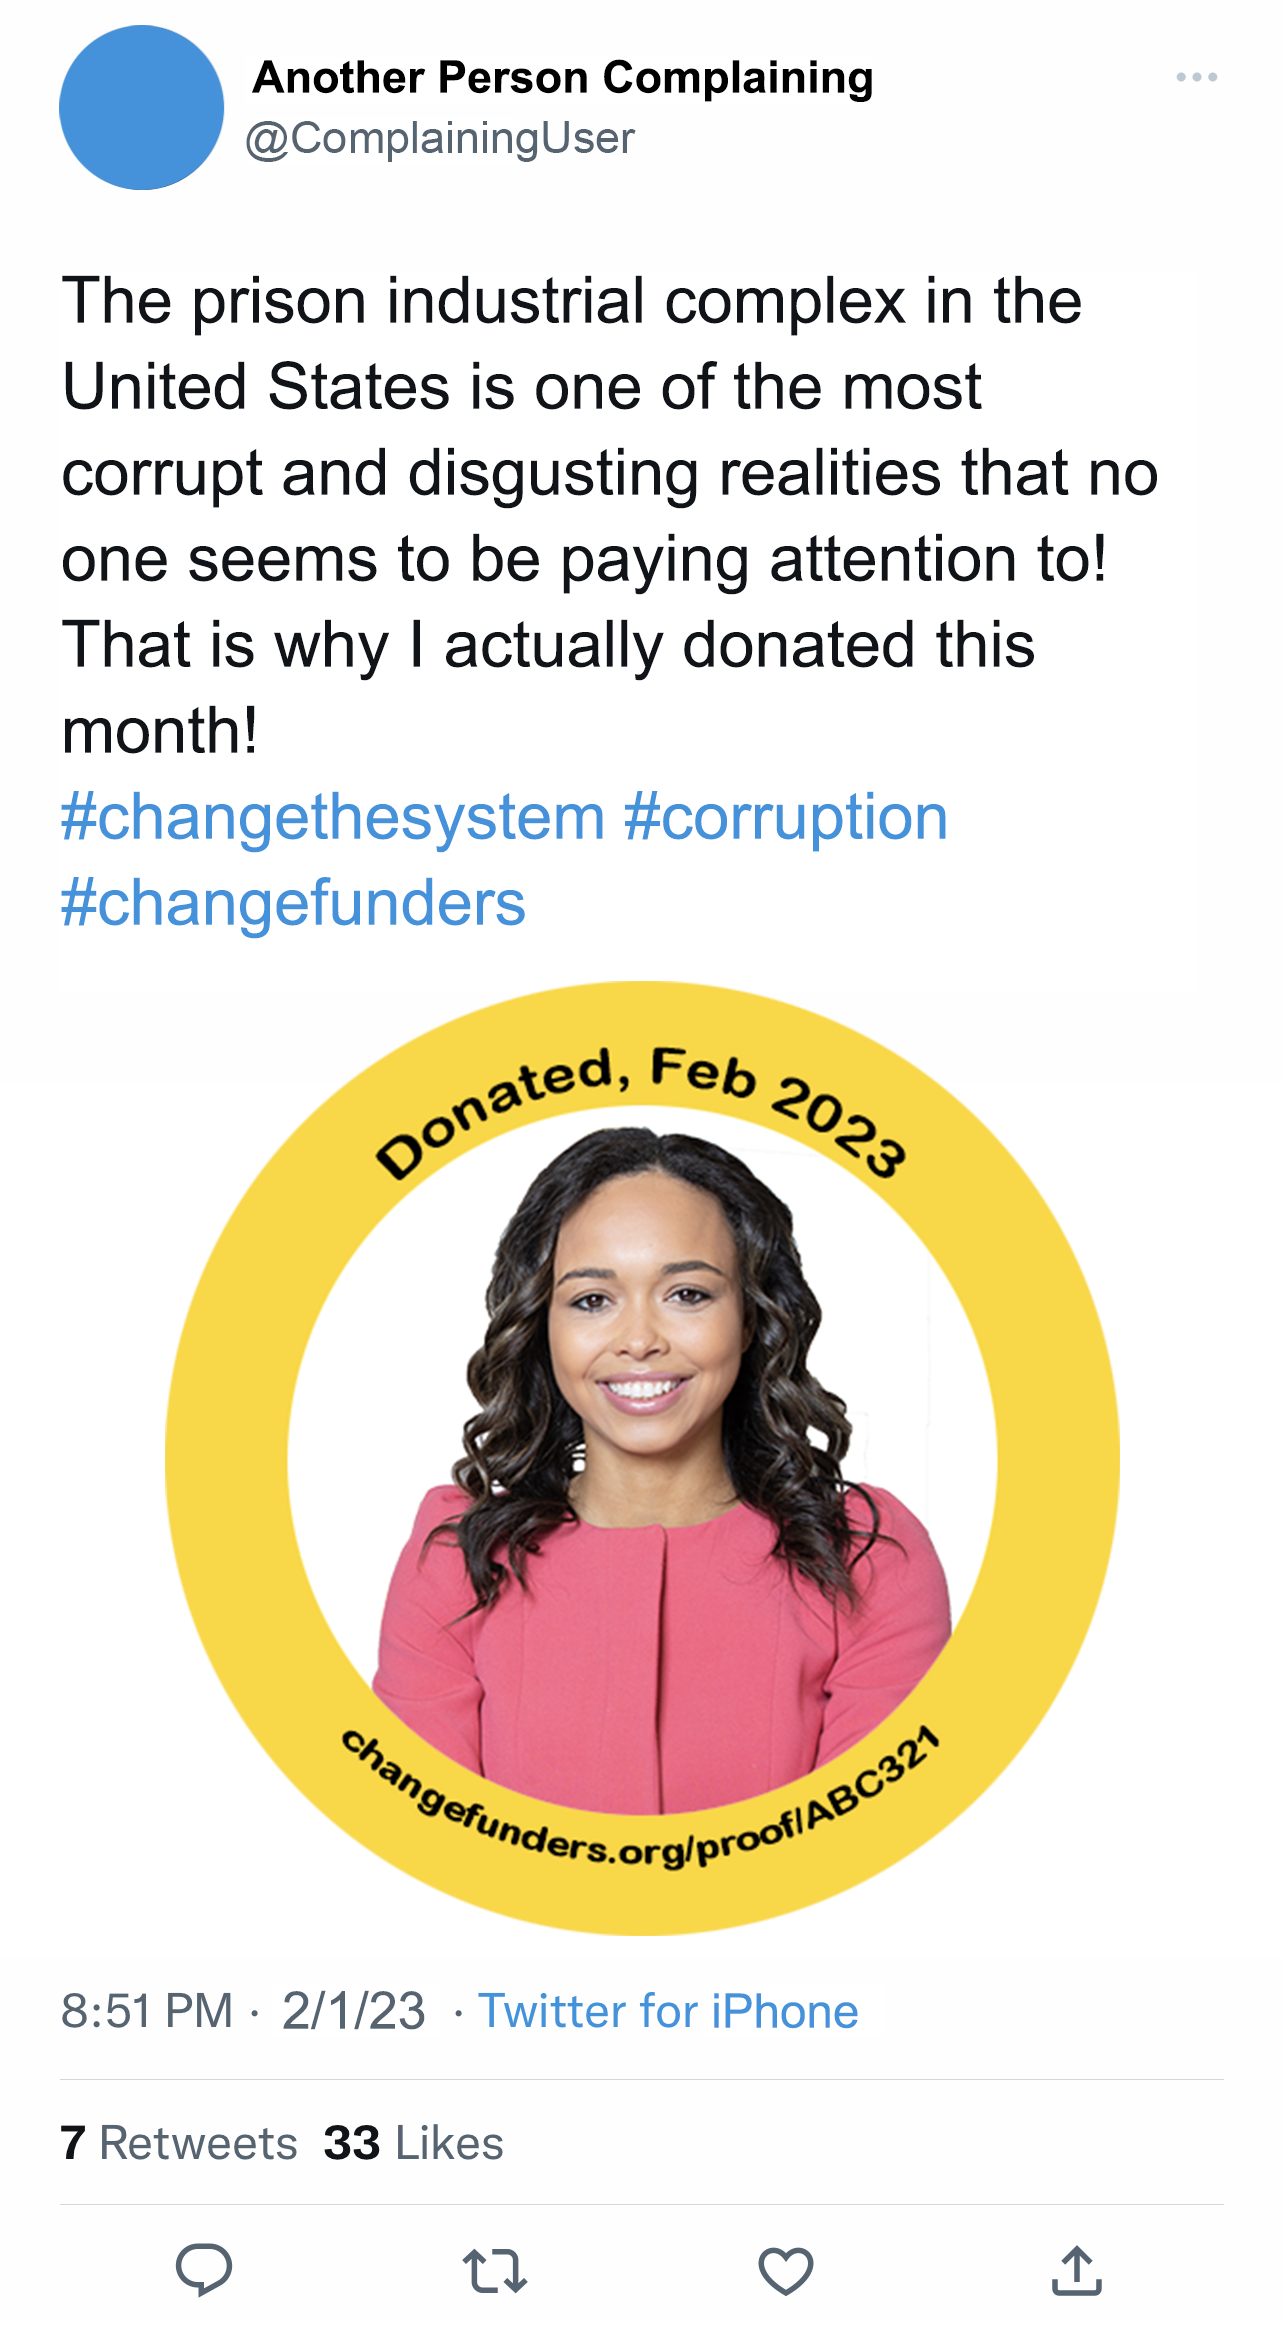 Another Person Complaining
@ComplainingUser
The prison industrial complex in the
United States is one of the most
corrupt and disgusting realities that no
one seems to be paying attention to!
That is why I actually donated this
month!
#changethesystem #corruption
#changefunders
Donated, Feb 2023
changefunders.org/proof/ABC321
8:51 PM · 2/1/23 · Twitter for iPhone
7 Retweets 33 Likes